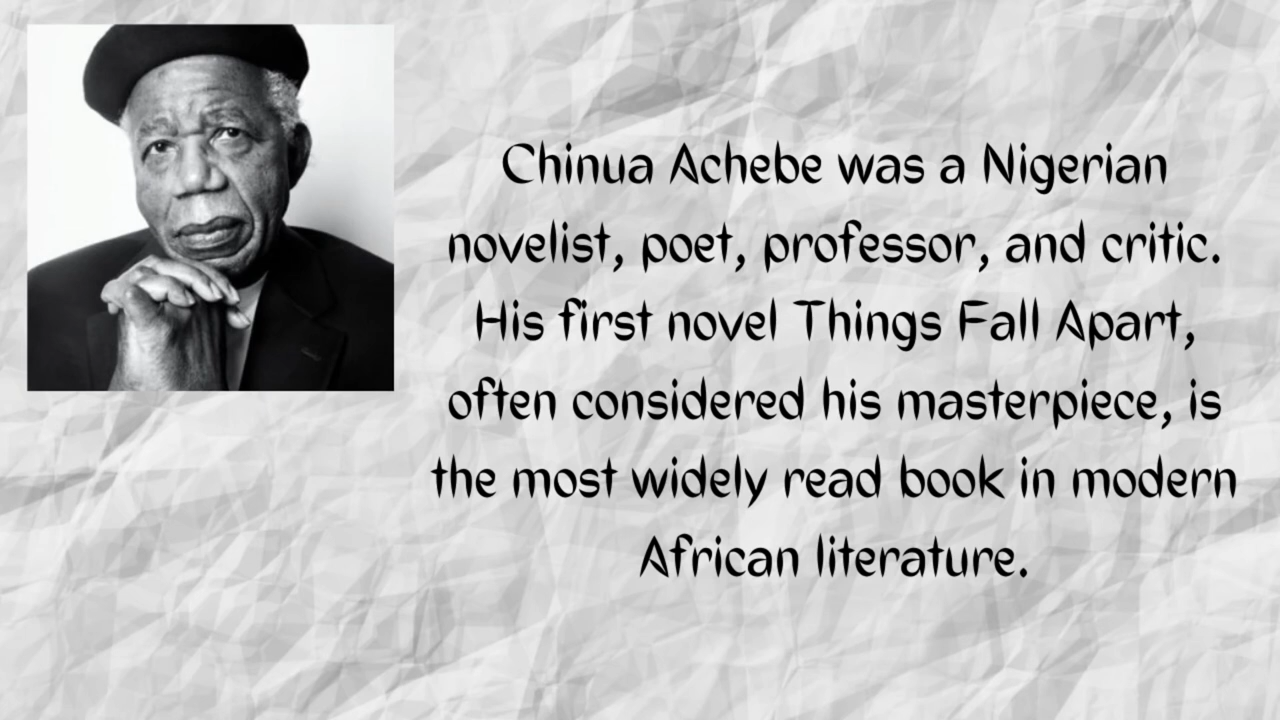 Chinua Achebe was a Nigerian
novelist, poet, professor, and critic.
His first novel Things Fall Apart,
often considered his masterpiece, is
the most widely read book in modern
African literature.